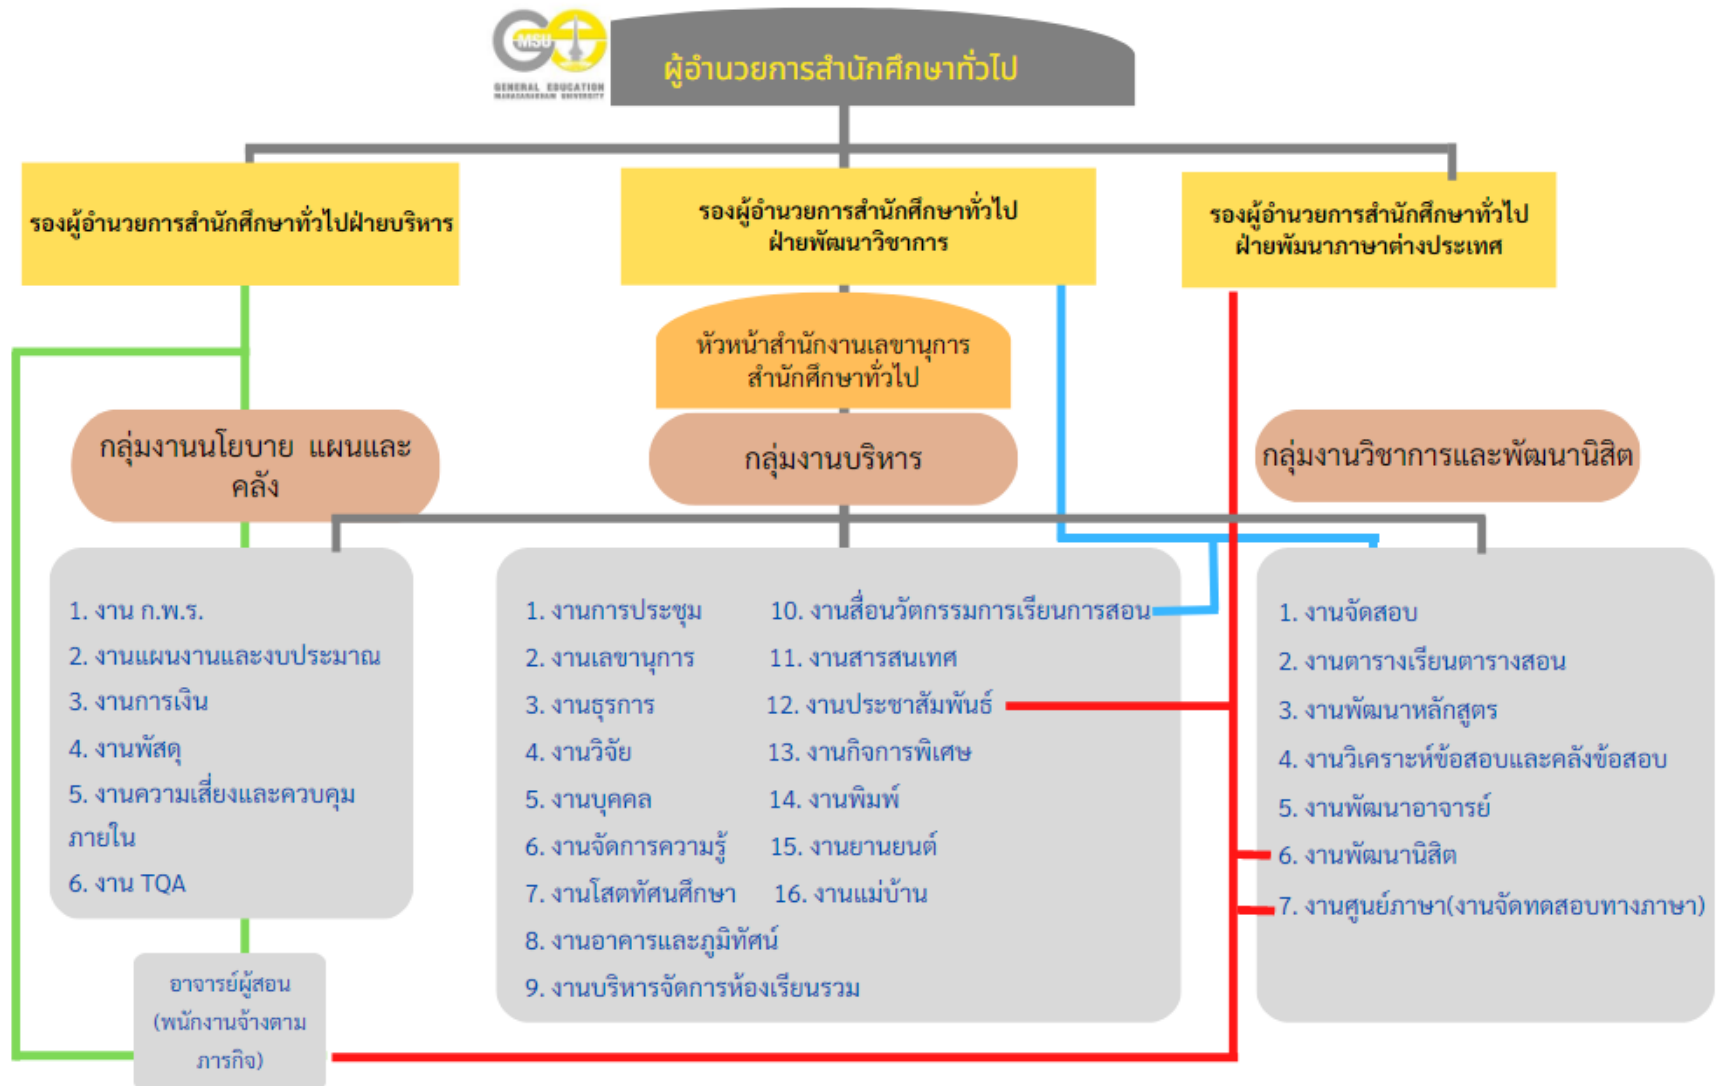 MSU
GENERAL EDUCATION
MAHASARAKHAM UNIVERSITY
ผู้อำนวยการสำนักศึกษาทั่วไป
รองผู้อำนวยการสำนักศึกษาทั่วไปฝ่ายบริหาร
รองผู้อำนวยการสำนักศึกษาทั่วไป
ฝ่ายพัฒนาวิชาการ
รองผู้อำนวยการสำนักศึกษาทั่วไป
ฝ่ายพัมนาภาษาต่างประเทศ
หัวหน้าสำนักงานเลขานุการ
สำนักศึกษาทั่วไป
กลุ่มงานนโยบาย แผนและ
คลัง
กลุ่มงานบริหาร
กลุ่มงานวิชาการและพัฒนานิสิต
1. งาน ก.พ.ร.
2. งานแผนงานและงบประมาณ
3. งานการเงิน
4. งานพัสดุ
5. งานความเสี่ยงและควบคุม
ภายใน
6. งาน TQA
1. งานการประชุม
2. งานเลขานุการ
3. งานธุรการ
4. งานวิจัย
5. งานบุคคล
6. งานจัดการความรู้
7. งานโสตทัศนศึกษา
8. งานอาคารและภูมิทัศน์
9. งานบริหารจัดการห้องเรียนรวม
10. งานสื่อนวัตกรรมการเรียนการสอน
11. งานสารสนเทศ
12. งานประชาสัมพันธ์
13. งานกิจการพิเศษ
14. งานพิมพ์
15. งานยานยนต์
16. งานแม่บ้าน
1. งานจัดสอบ
2. งานตารางเรียนตารางสอน
3. งานพัฒนาหลักสูตร
4. งานวิเคราะห์ข้อสอบและคลังข้อสอบ
5. งานพัฒนาอาจารย์
6. งานพัฒนานิสิต
7. งานศูนย์ภาษา(งานจัดทดสอบทางภาษา)
อาจารย์ผู้สอน
(พนักงานจ้างตาม
ภารกิจ)